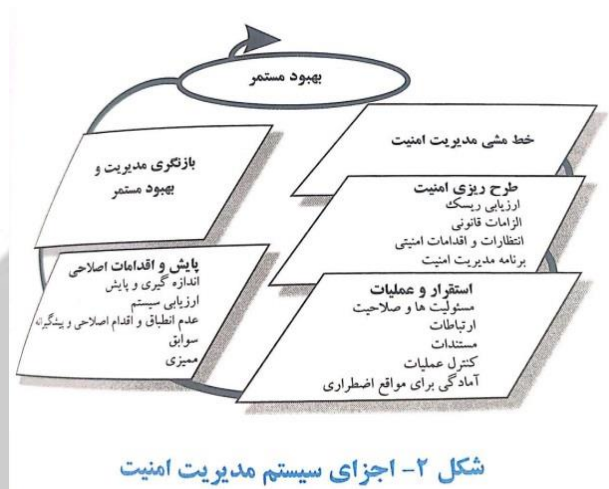 بهبود مستمر
خط مشی مدیریت امنیت
طرح ریزی امنیت
ارزیابی ریسک
الزامات قانونی
انتظارات و اقدامات امنیتی
برنامه مدیریت امنیت
استقرار و عملیات
مسئولیت ها و صلاحیت
ارتباطات
مستندات
کنترل عملیات
آمادگی برای مواقع اضطراری
پایش و اقدامات اصلاحی
اندازه گیری و پایش
ارزیابی سیستم
عدم انطباق و اقدام اصلاحی و پیشگیرانه
سوابق
ممیزی
بازنگری مدیریت و
بهبود مستمر
شکل ۲- اجزای سیستم مدیریت امنیت